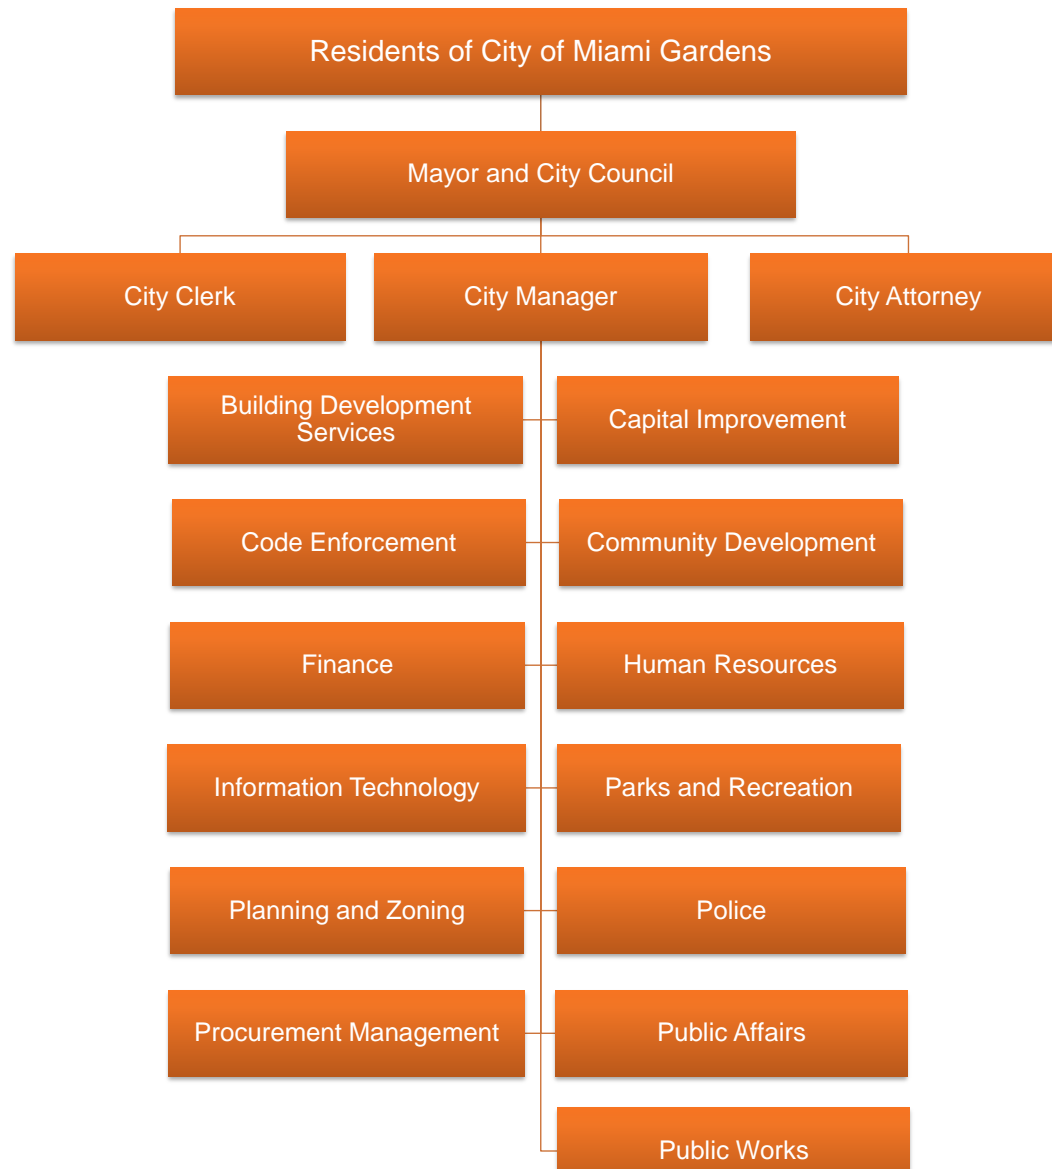 Residents of City of Miami Gardens
Mayor and City Council
City Clerk
City Manager
City Attorney
Building Development
Services
Capital Improvement
Code Enforcement
Community Development
Finance
Human Resources
Information Technology
Parks and Recreation
Planning and Zoning
Police
Procurement Management
Public Affairs
Public Works